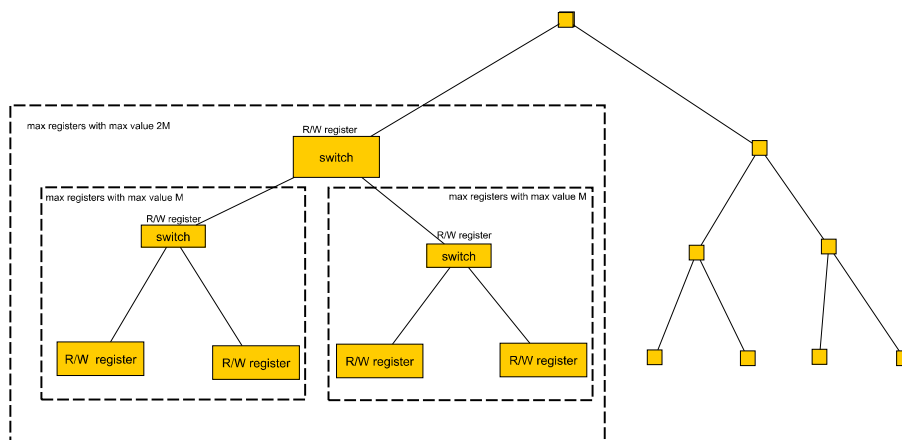 max registers with max value 2M
R/W register
switch
max registers with max value M
max registers with max value M
R/W register
switch
R/W register
switch
R/W  register
R/W register
R/W register
R/W register